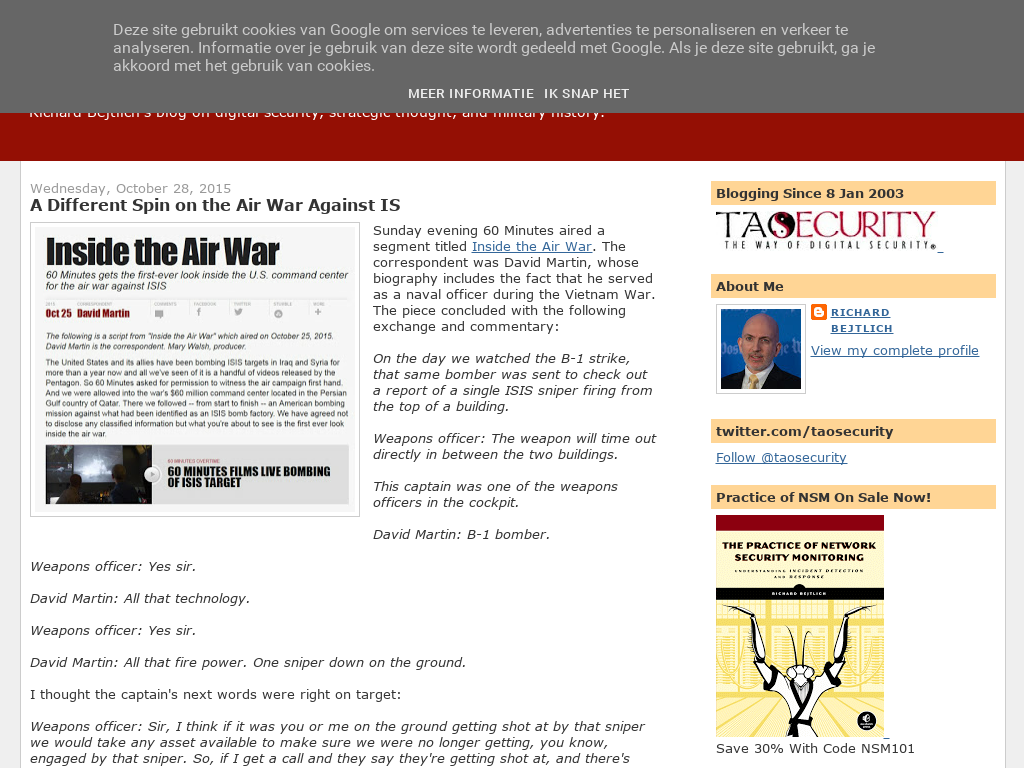 Deze site gebruikt cookies van Google om services te leveren, advertenties te personaliseren en verkeer te
analyseren. Informatie over je gebruik van deze site wordt gedeeld met Google. Als je deze site gebruikt, ga je
akkoord met het gebruik van cookies.
MEER INFORMATIE IK SNAP HET
Richard Bejtlich's blog on digital security, strategic thought, and military history.
Wednesday, October 28, 2015
A Different Spin on the Air War Against IS
Inside the Air War
60 Minutes gets the first-ever look inside the U.S. command center
for the air war against ISIS
2015 CORRESPONDENT COMMENTS FACEBOOK TWITTER STUMBLE MORE
Oct 25 David Martin
The following is a script from "Inside the Air War" which aired on October 25, 2015.
David Martin is the correspondent. Mary Walsh, producer.
The United States and its allies have been bombing ISIS targets in Iraq and Syria for
more than a year now and all we've seen of it is a handful of videos released by the
Pentagon. So 60 Minutes asked for permission to witness the air campaign first hand.
And we were allowed into the war's $60 million command center located in the Persian
Gulf country of Qatar. There we followed -- from start to finish -- an American bombing
mission against what had been identified as an ISIS bomb factory. We have agreed not
to disclose any classified information but what you're about to see is the first ever look
inside the air war.
60 MINUTES OVERTIME
60 MINUTES FILMS LIVE BOMBING
OF ISIS TARGET
Sunday evening 60 Minutes aired a
segment titled Inside the Air War. The
correspondent was David Martin, whose
biography includes the fact that he served
as a naval officer during the Vietnam War.
The piece concluded with the following
exchange and commentary:
On the day we watched the B-1 strike,
that same bomber was sent to check out
a report of a single ISIS sniper firing from
the top of a building.
Weapons officer: The weapon will time out
directly in between the two buildings.
This captain was one of the weapons
officers in the cockpit.
David Martin: B-1 bomber.
Weapons officer: Yes sir.
David Martin: All that technology.
Weapons officer: Yes sir.
David Martin: All that fire power. One sniper down on the ground.
I thought the captain's next words were right on target:
Weapons officer: Sir, I think if it was you or me on the ground getting shot at by that sniper
we would take any asset available to make sure we were no longer getting, you know,
engaged by that sniper. So, if I get a call and they say they're getting shot at, and there's
Blogging Since 8 Jan 2003
TAOSECURITY
THE WAY OF DIGITAL SECURITY.®
About Me
RICHARD
BEJTLICH
View my complete profile
twitter.com/taosecurity
Follow @taosecurity
Practice of NSM On Sale Now!
THE PRACTICE OF NETWORK
SECURITY MONITORING
UNDERSTANDING INCIDENT DETECTION
AND RESPONSE
RICHARD BEJTLICH
Save 30% With Code NSM101